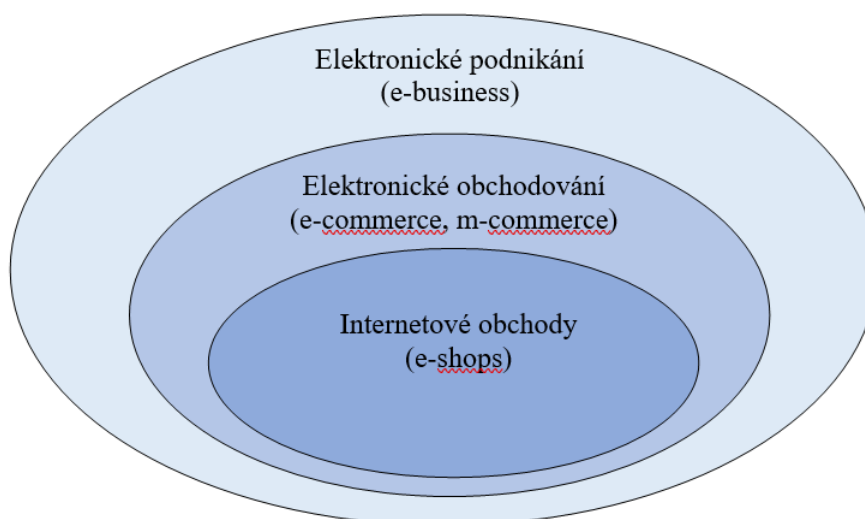 Elektronické podnikání
(e-business)
Elektronické obchodování
(e-commerce, m-commerce)
Internetové obchody
(e-shops)